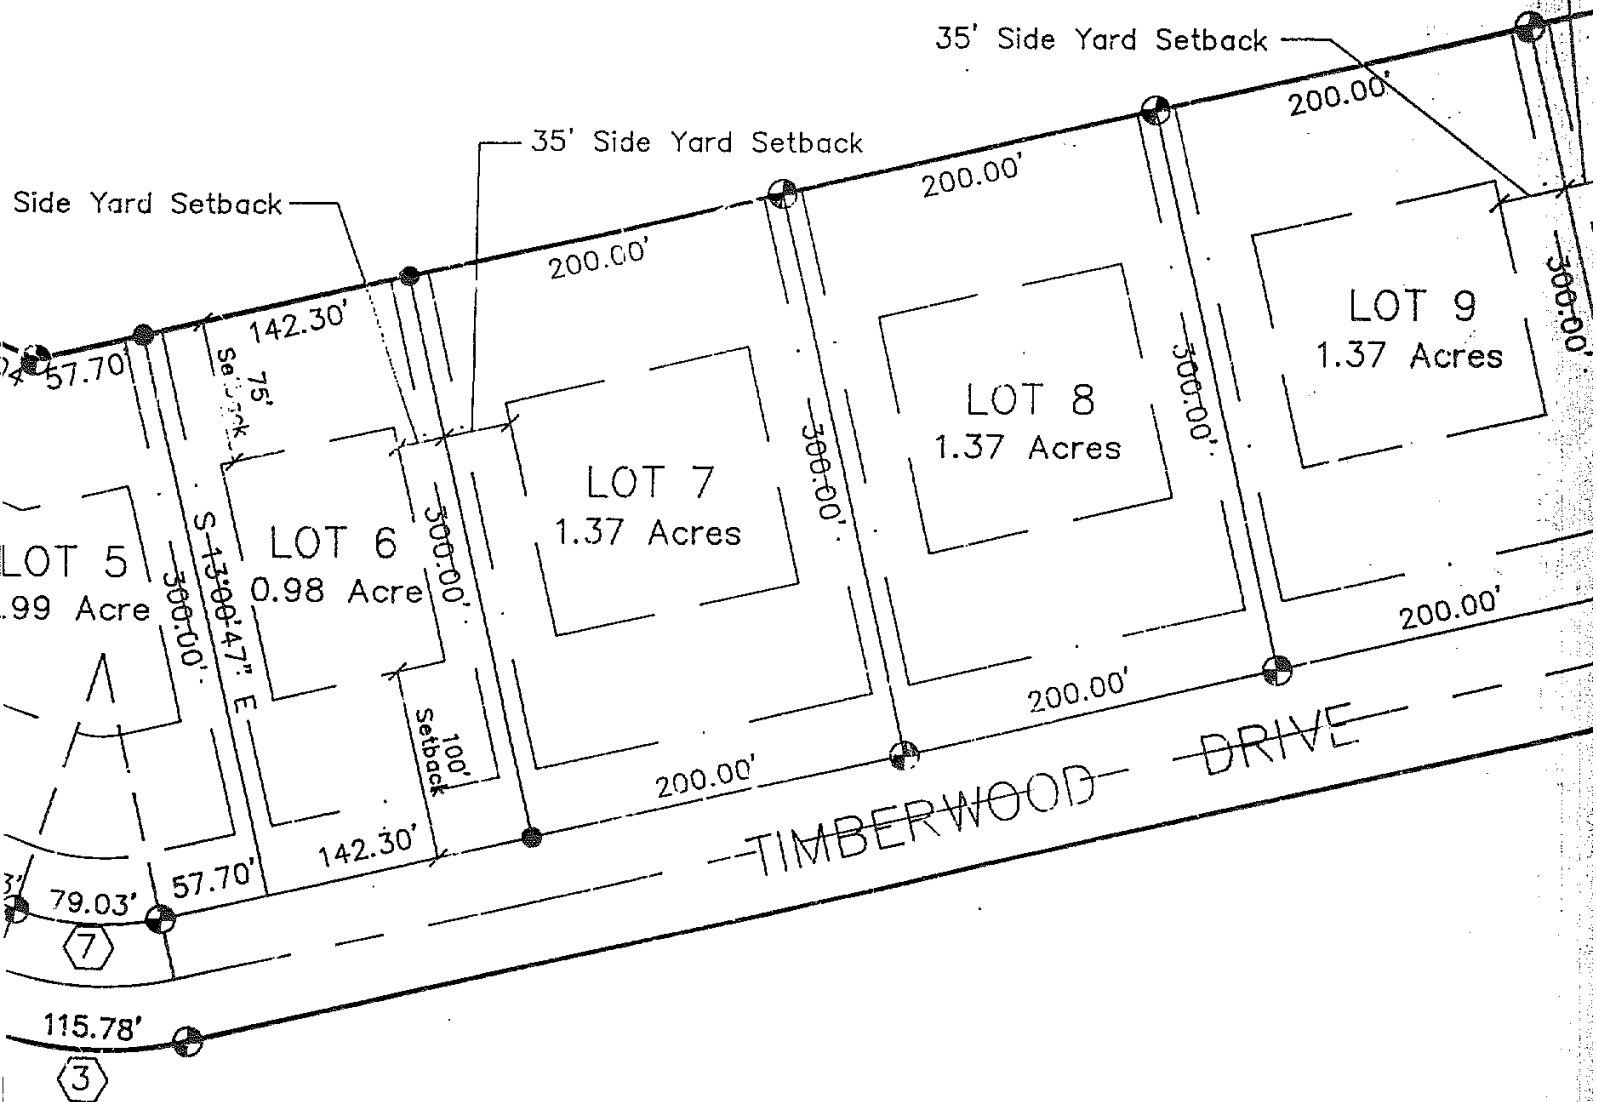 35' Side Yard Setback
200.00'
35' Side Yard Setback
200.00'
Side Yard Setback
200.00'
142.30'
57.70'
75'
LOT 9
1.37 Acres
300.00'
LOT 8
1.37 Acres
300.00'
LOT 7
1.37 Acres
300.00'
LOT 6
0.98 Acre
300.00'
S 13°00'47" E
LOT 5
.99 Acre
300.00'
100'
Setback
200.00'
200.00'
200.00'
142.30'
57.70'
79.03'
7
TIMBERWOOD DRIVE
115.78'
3